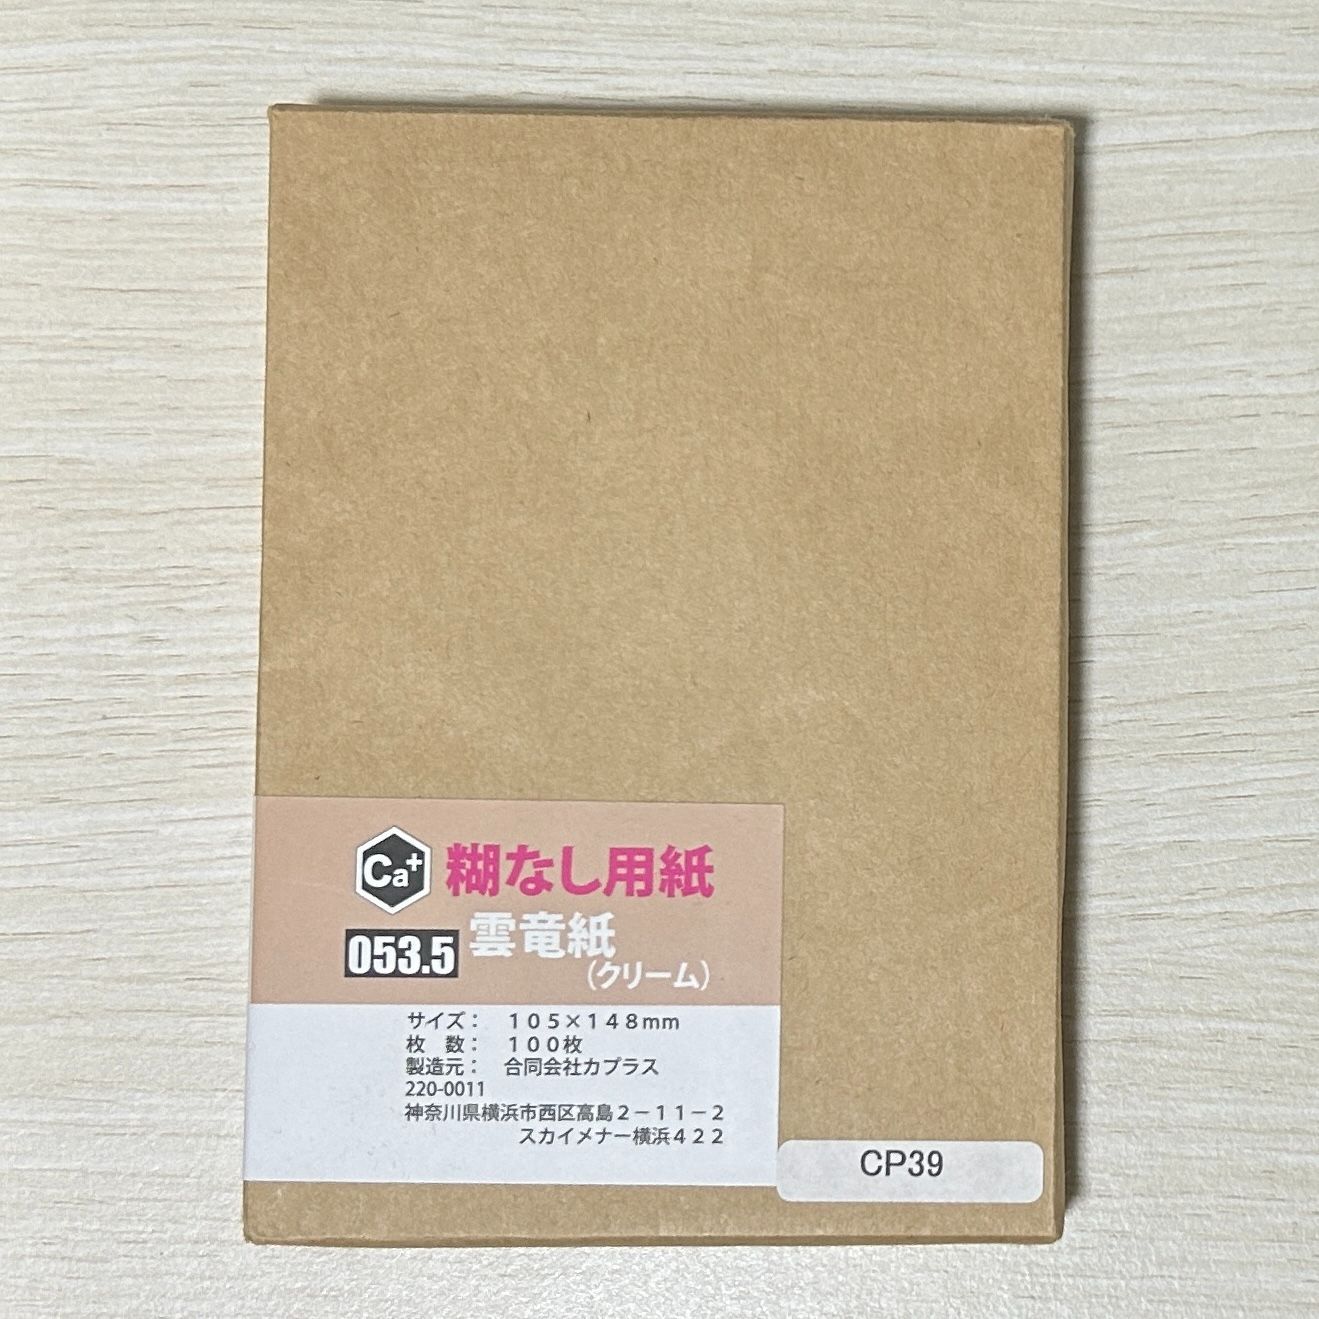 Ca+ 糊なし用紙
053.5 雲竜紙
(クリーム)
サイズ： １０５×１４８mm
枚　数： １００枚
製造元： 合同会社カプラス
220-0011
神奈川県横浜市西区高島２－１１－２
スカイメナー横浜４２２
CP39